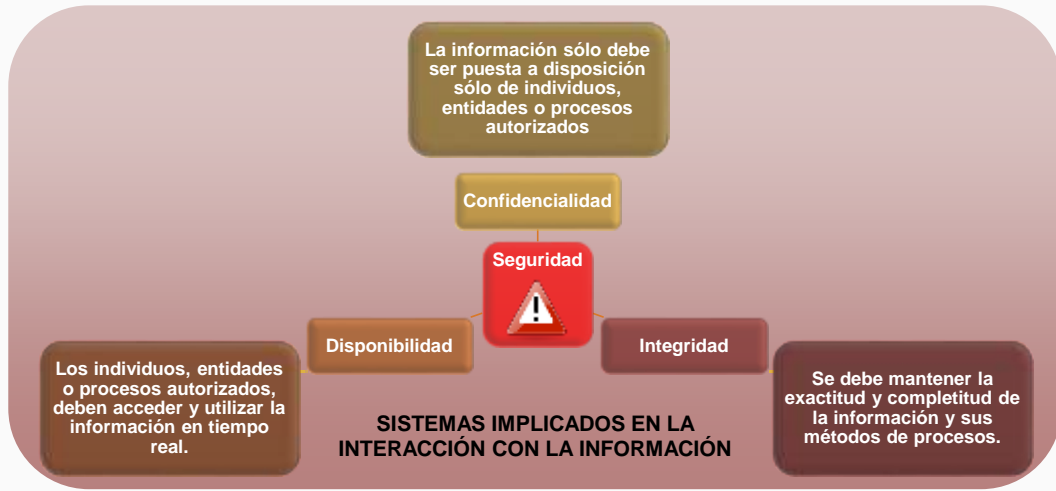 La información sólo debe
ser puesta a disposición
sólo de individuos,
entidades o procesos
autorizados
Confidencialidad
Seguridad
Disponibilidad
Integridad
Los individuos, entidades
o procesos autorizados,
deben acceder y utilizar la
información en tiempo
real.
Se debe mantener la
exactitud y completitud de
la información y sus
métodos de procesos.
SISTEMAS IMPLICADOS EN LA
INTERACCIÓN CON LA INFORMACIÓN